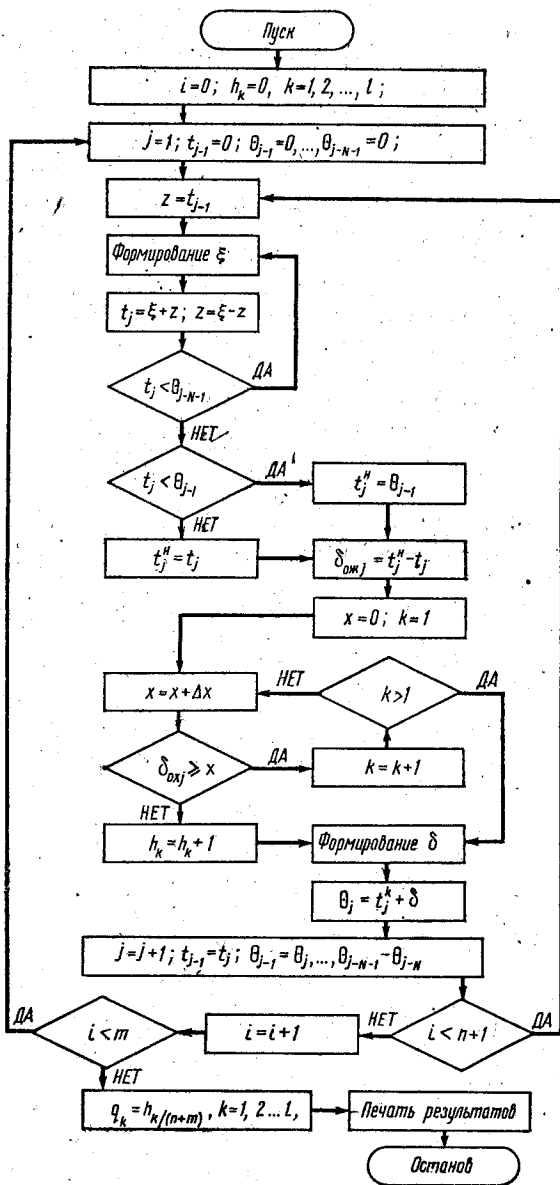 Пуск
i=0; h_k=0, k=1, 2, ..., l;
j=1; t_{j-1}=0; θ_{j-1}=0,...,θ_{j-N-1}=0;
z=t_{j-1}
Формирование ξ
t_j=ξ+z; z=ξ-z
t_j<θ_{j-N-1}
ДА
НЕТ
t_j<θ_{j-1}
ДА
t_j^н=θ_{j-1}
НЕТ
t_j^н=t_j
δ_{ож j}=t_j^н-t_j
x=0; k=1
x=x+Δx
НЕТ
k>1
ДА
δ_{ожj}⩾x
ДА
k=k+1
НЕТ
h_k=h_k+1
Формирование δ
θ_j=t_j^k+δ
j=j+1; t_{j-1}=t_j; θ_{j-1}=θ_j,...,θ_{j-N-1}-θ_{j-N}
ДА
i<m
i=i+1
НЕТ
i<n+1
ДА
НЕТ
q_k=h_{k/(n+m)}, k=1, 2...l,
Печать результатов
Останов